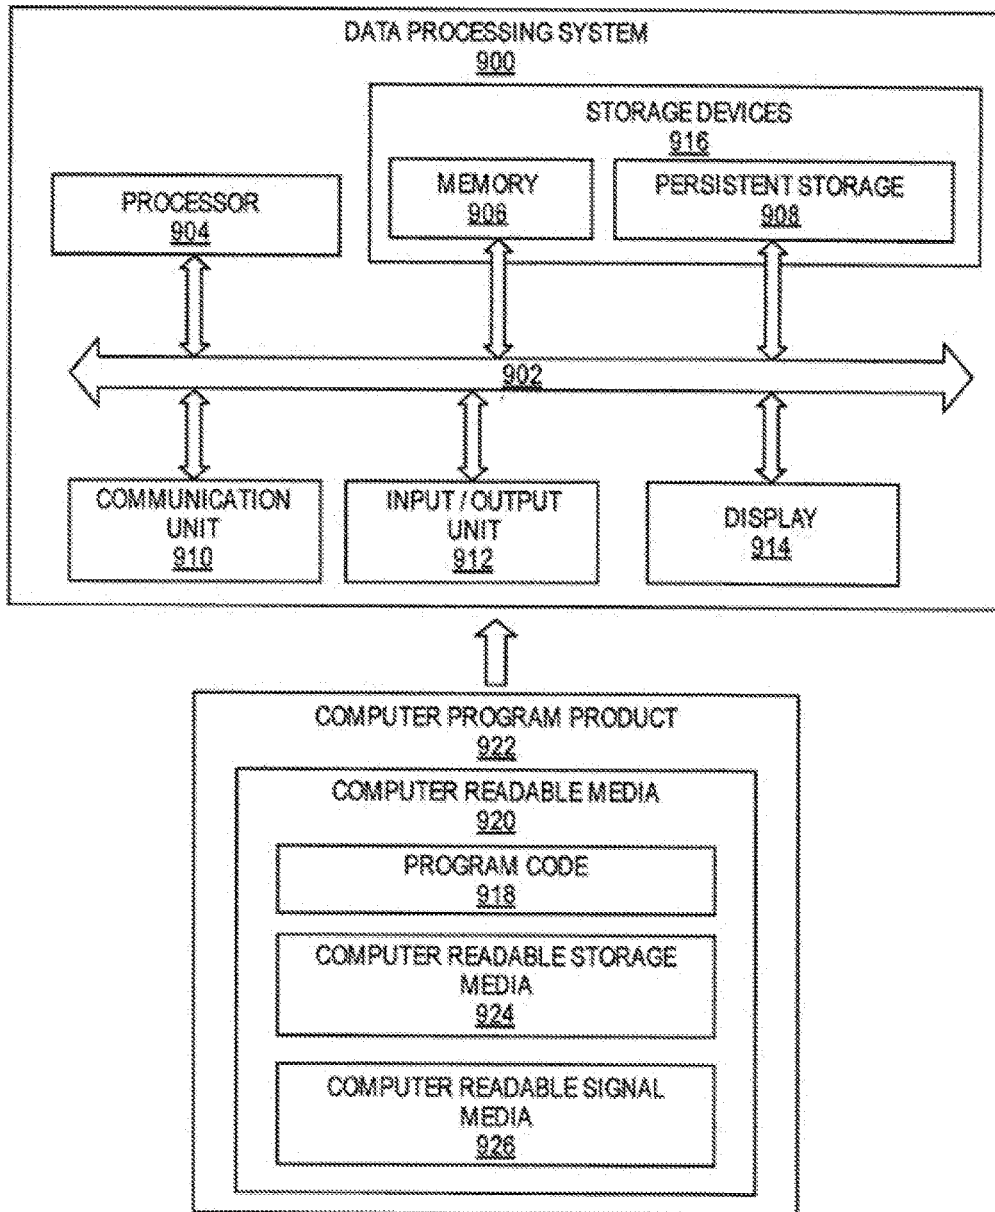 DATA PROCESSING SYSTEM
900
STORAGE DEVICES
916
PROCESSOR
904
MEMORY
906
PERSISTENT STORAGE
908
902
COMMUNICATION
UNIT
910
INPUT / OUTPUT
UNIT
912
DISPLAY
914
COMPUTER PROGRAM PRODUCT
922
COMPUTER READABLE MEDIA
920
PROGRAM CODE
918
COMPUTER READABLE STORAGE
MEDIA
924
COMPUTER READABLE SIGNAL
MEDIA
926